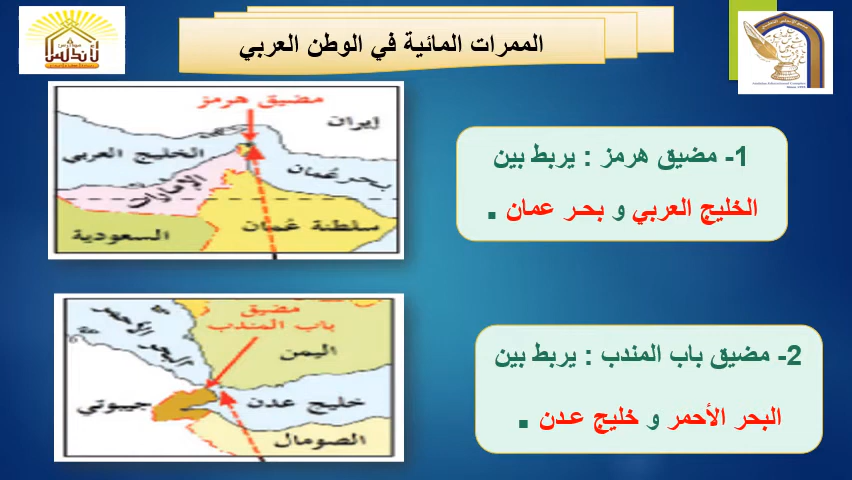 الممرات المائية في الوطن العربي
1- مضيق هرمز : يربط بين
الخليج العربي و بحر عمان .
مضيق هرمز
إيران
الخليج العربي
بحر عُمان
الإمارات
سلطنة عُمان
السعودية
2- مضيق باب المندب : يربط بين
البحر الأحمر و خليج عدن .
مضيق
باب المندب
البحر الأحمر
اليمن
جيبوتي
خليج عدن
الصومال